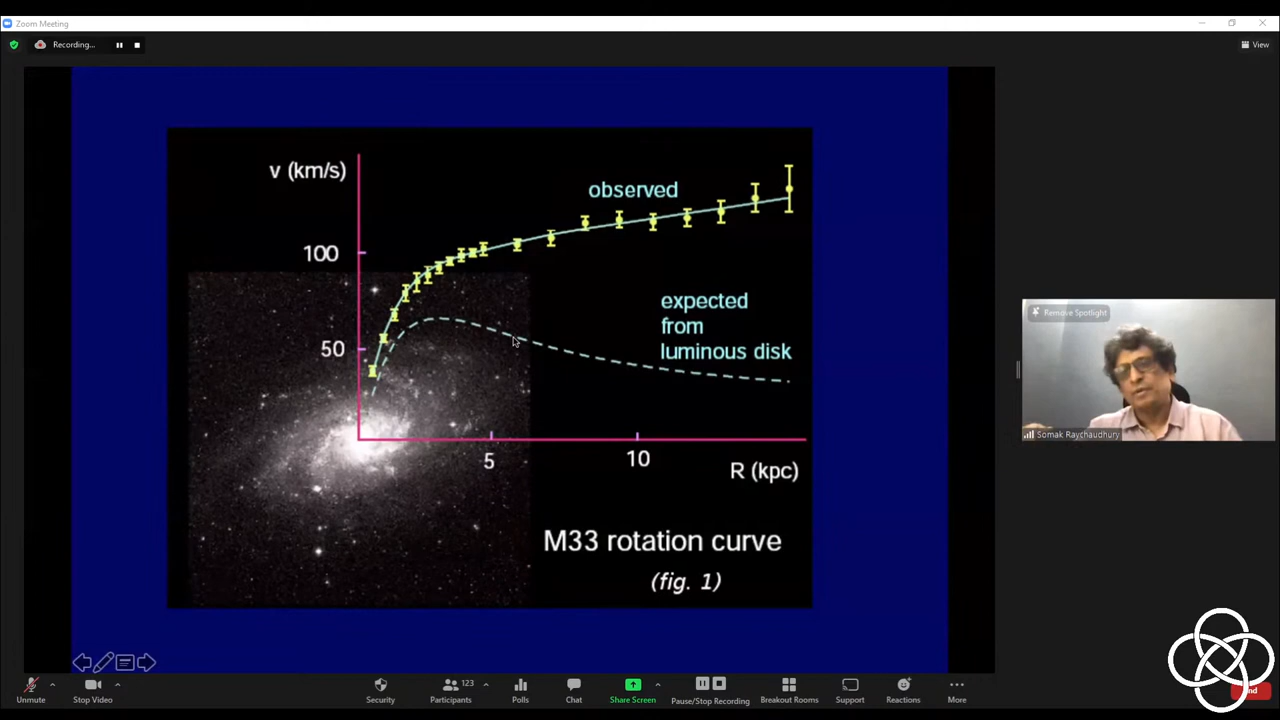 Zoom Meeting
Recording...
View
v (km/s)
observed
100
expected
from
luminous disk
50
5
10
R (kpc)
M33 rotation curve
(fig. 1)
Remove Spotlight
Somak Raychaudhury
Unmute
Stop Video
Security
123
Participants
Polls
Chat
Share Screen
Pause/Stop Recording
Breakout Rooms
Support
Reactions
More